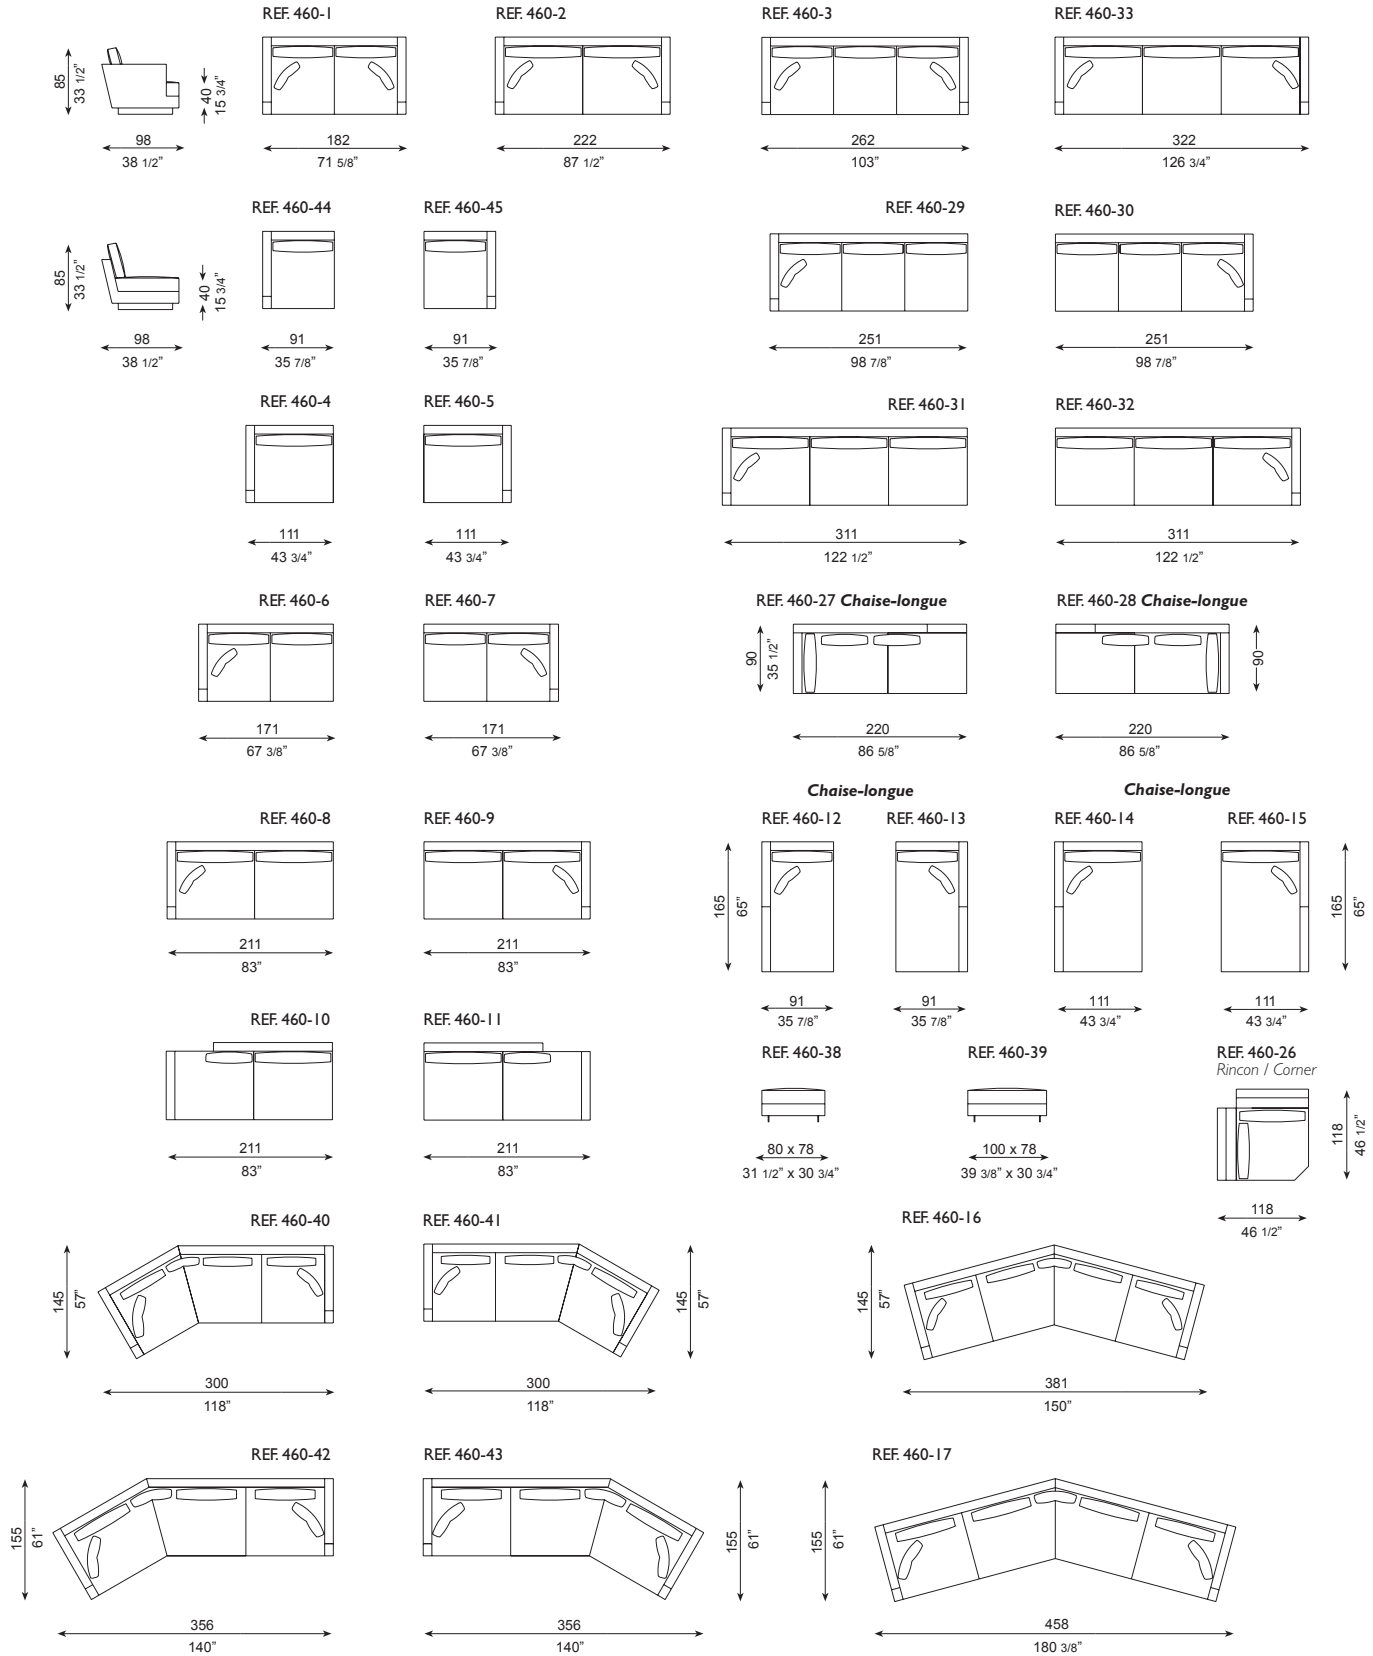 REF. 460-1 REF. 460-2 REF. 460-3 REF. 460-33
85
33 1/2”
40
15 3/4”
98 182 222 262 322
38 1/2” 71 5/8” 87 1/2” 103” 126 3/4”
REF. 460-44 REF. 460-45 REF. 460-29 REF. 460-30
85
33 1/2”
40
15 3/4”
98 91 91 251 251
38 1/2” 35 7/8” 35 7/8” 98 7/8” 98 7/8”
REF. 460-4 REF. 460-5 REF. 460-31 REF. 460-32
111 111 311 311
43 3/4” 43 3/4” 122 1/2” 122 1/2”
REF. 460-6 REF. 460-7 REF. 460-27 Chaise-longue REF. 460-28 Chaise-longue
90
35 1/2”
90
171 171 220 220
67 3/8” 67 3/8” 86 5/8” 86 5/8”
Chaise-longue Chaise-longue
REF. 460-8 REF. 460-9 REF. 460-12 REF. 460-13 REF. 460-14 REF. 460-15
165
65”
165
65”
211 211
83” 83”
91 91 111 111
35 7/8” 35 7/8” 43 3/4” 43 3/4”
REF. 460-10 REF. 460-11
REF. 460-38 REF. 460-39 REF. 460-26
Rincon / Corner
118
46 1/2”
211 211 80 x 78 100 x 78
83” 83” 31 1/2” x 30 3/4” 39 3/8” x 30 3/4”
118
46 1/2”
REF. 460-40 REF. 460-41 REF. 460-16
145
57”
145
57”
145
57”
300 300 381
118” 118” 150”
REF. 460-42 REF. 460-43 REF. 460-17
155
61”
155
61”
155
61”
356 356 458
140” 140” 180 3/8”